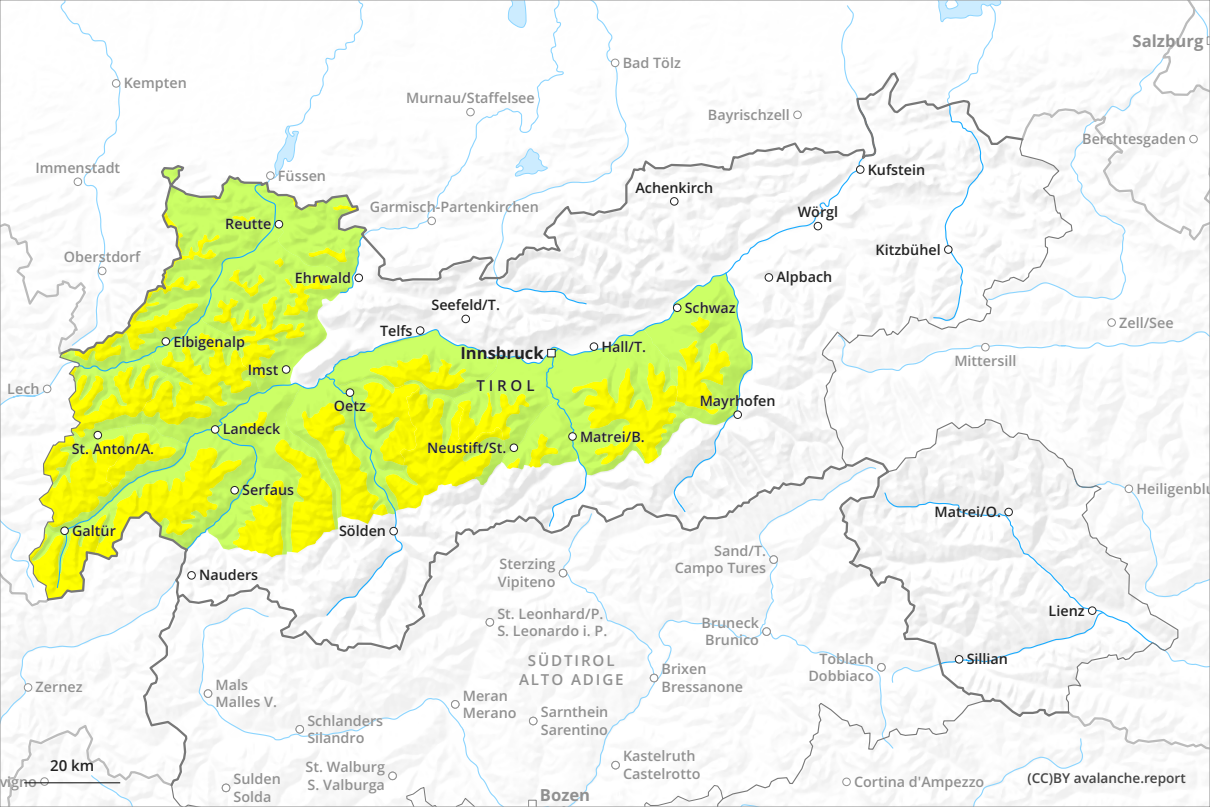 Salzburg
Bad Tölz
Kempten
Murnau/Staffelsee
Bayrischzell
Berchtesgaden
Immenstadt
Füssen
Kufstein
Achenkirch
Garmisch-Partenkirchen
Wörgl
Reutte
Kitzbühel
Oberstdorf
Ehrwald
Alpbach
Seefeld/T.
Schwaz
Zell/See
Telfs
Elbigenalp
Innsbruck
Hall/T.
Mittersill
Imst
TIROL
Lech
Oetz
Mayrhofen
Landeck
Matrei/B.
St. Anton/A.
Neustift/St.
Serfaus
Heiligenblu
Matrei/O.
Galtür
Sölden
Sand/T.
Campo Tures
Sterzing
Vipiteno
Nauders
St. Leonhard/P.
S. Leonardo i. P.
Lienz
Bruneck
Brunico
SÜDTIROL
ALTO ADIGE
Sillian
Toblach
Dobbiaco
Brixen
Bressanone
Zernez
Mals
Malles V.
Meran
Merano
Sarnthein
Sarentino
Schlanders
Silandro
Kastelruth
Castelrotto
20 km
St. Walburg
S. Valburga
Sulden
Solda
vigno
Cortina d'Ampezzo
(CC)BY avalanche.report
Bozen